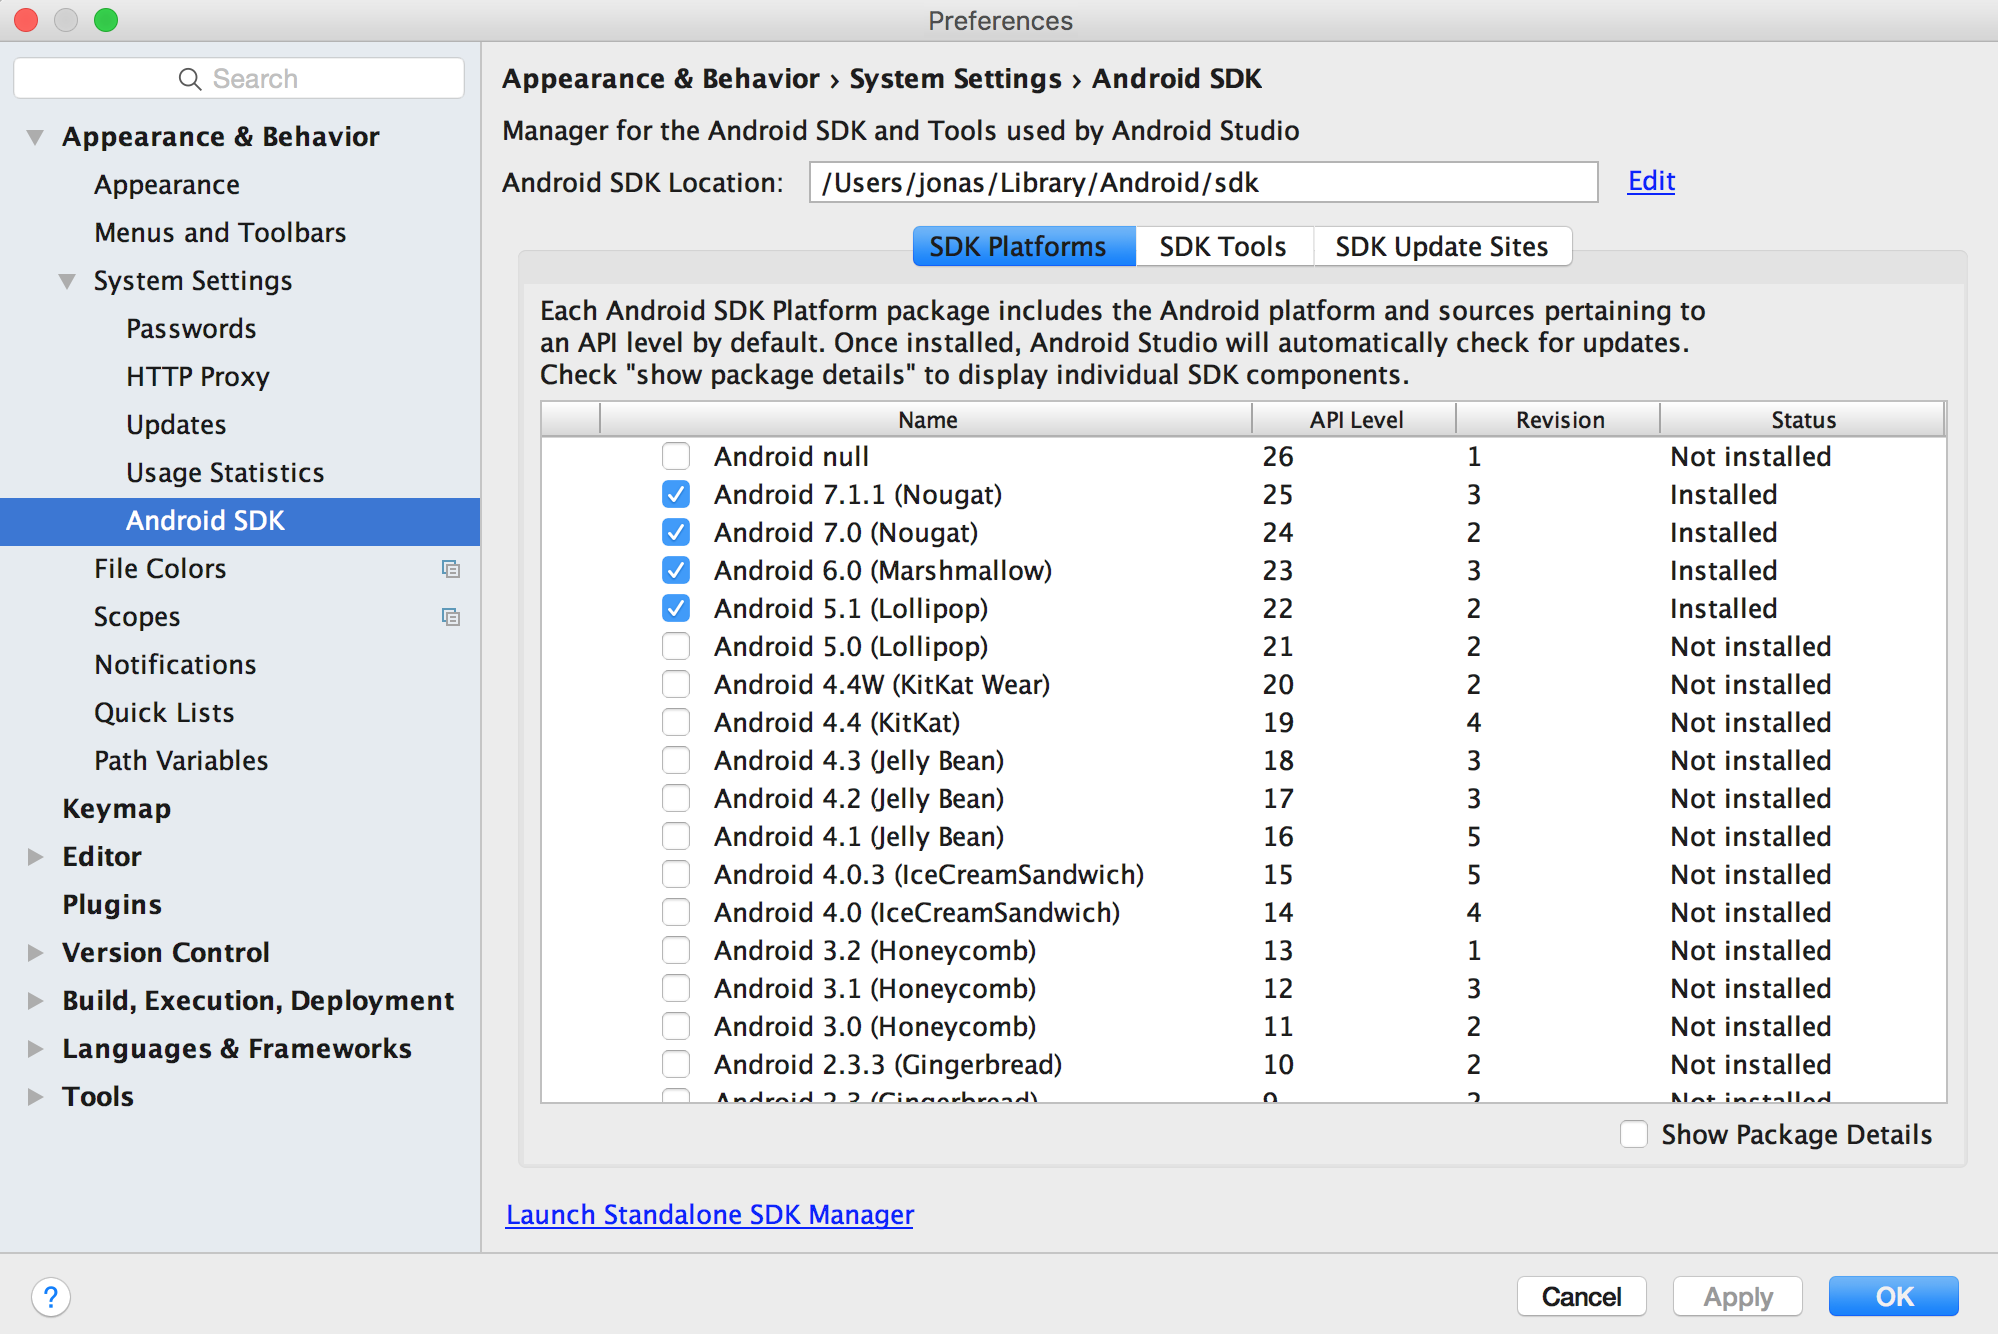 Preferences
Search
Appearance & Behavior
Appearance
Menus and Toolbars
System Settings
Passwords
HTTP Proxy
Updates
Usage Statistics
Android SDK
File Colors
Scopes
Notifications
Quick Lists
Path Variables
Keymap
Editor
Plugins
Version Control
Build, Execution, Deployment
Languages & Frameworks
Tools
Appearance & Behavior › System Settings › Android SDK
Manager for the Android SDK and Tools used by Android Studio
Android SDK Location: /Users/jonas/Library/Android/sdk Edit
SDK Platforms SDK Tools SDK Update Sites
Each Android SDK Platform package includes the Android platform and sources pertaining to
an API level by default. Once installed, Android Studio will automatically check for updates.
Check "show package details" to display individual SDK components.
Name API Level Revision Status
Android null 26 1 Not installed
Android 7.1.1 (Nougat) 25 3 Installed
Android 7.0 (Nougat) 24 2 Installed
Android 6.0 (Marshmallow) 23 3 Installed
Android 5.1 (Lollipop) 22 2 Installed
Android 5.0 (Lollipop) 21 2 Not installed
Android 4.4W (KitKat Wear) 20 2 Not installed
Android 4.4 (KitKat) 19 4 Not installed
Android 4.3 (Jelly Bean) 18 3 Not installed
Android 4.2 (Jelly Bean) 17 3 Not installed
Android 4.1 (Jelly Bean) 16 5 Not installed
Android 4.0.3 (IceCreamSandwich) 15 5 Not installed
Android 4.0 (IceCreamSandwich) 14 4 Not installed
Android 3.2 (Honeycomb) 13 1 Not installed
Android 3.1 (Honeycomb) 12 3 Not installed
Android 3.0 (Honeycomb) 11 2 Not installed
Android 2.3.3 (Gingerbread) 10 2 Not installed
Android 2.3 (Gingerbread) 9 2 Not installed
Show Package Details
Launch Standalone SDK Manager
? Cancel Apply OK